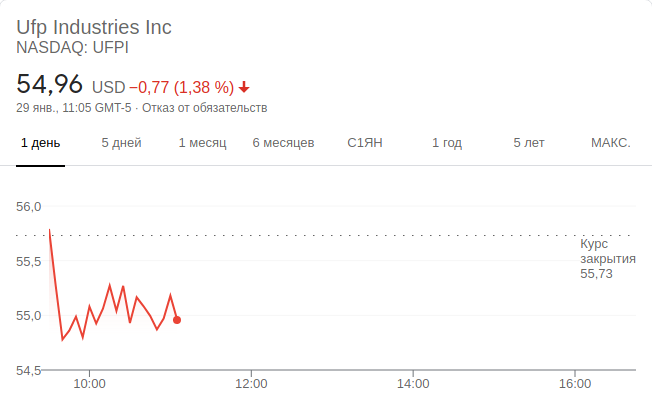 Ufp Industries Inc
NASDAQ: UFPI
54,96 USD −0,77 (1,38 %)
29 янв., 11:05 GMT-5 · Отказ от обязательств
1 день 5 дней 1 месяц 6 месяцев С1ЯН 1 год 5 лет МАКС.
56,0
55,5
55,0
54,5
Курс
закрытия
55,73
10:00 12:00 14:00 16:00